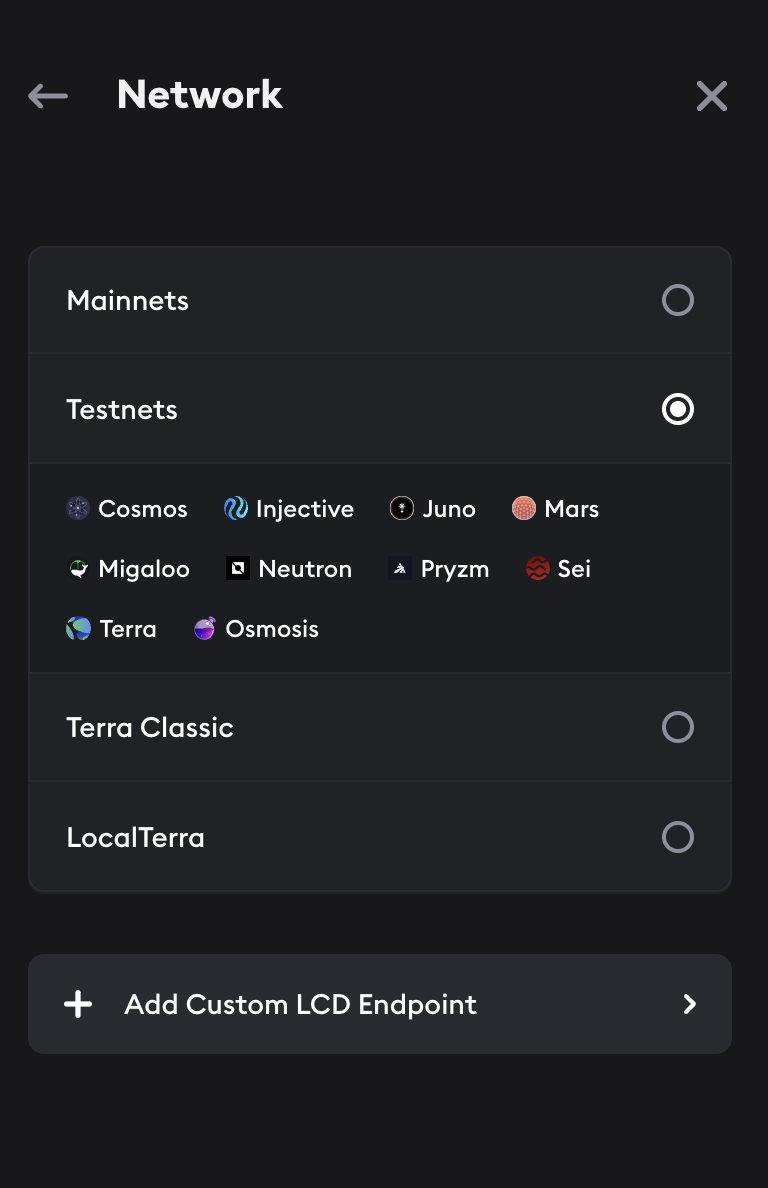 Network
Mainnets
Testnets
Cosmos Injective Juno Mars
Migaloo Neutron Pryzm Sei
Terra Osmosis
Terra Classic
LocalTerra
Add Custom LCD Endpoint